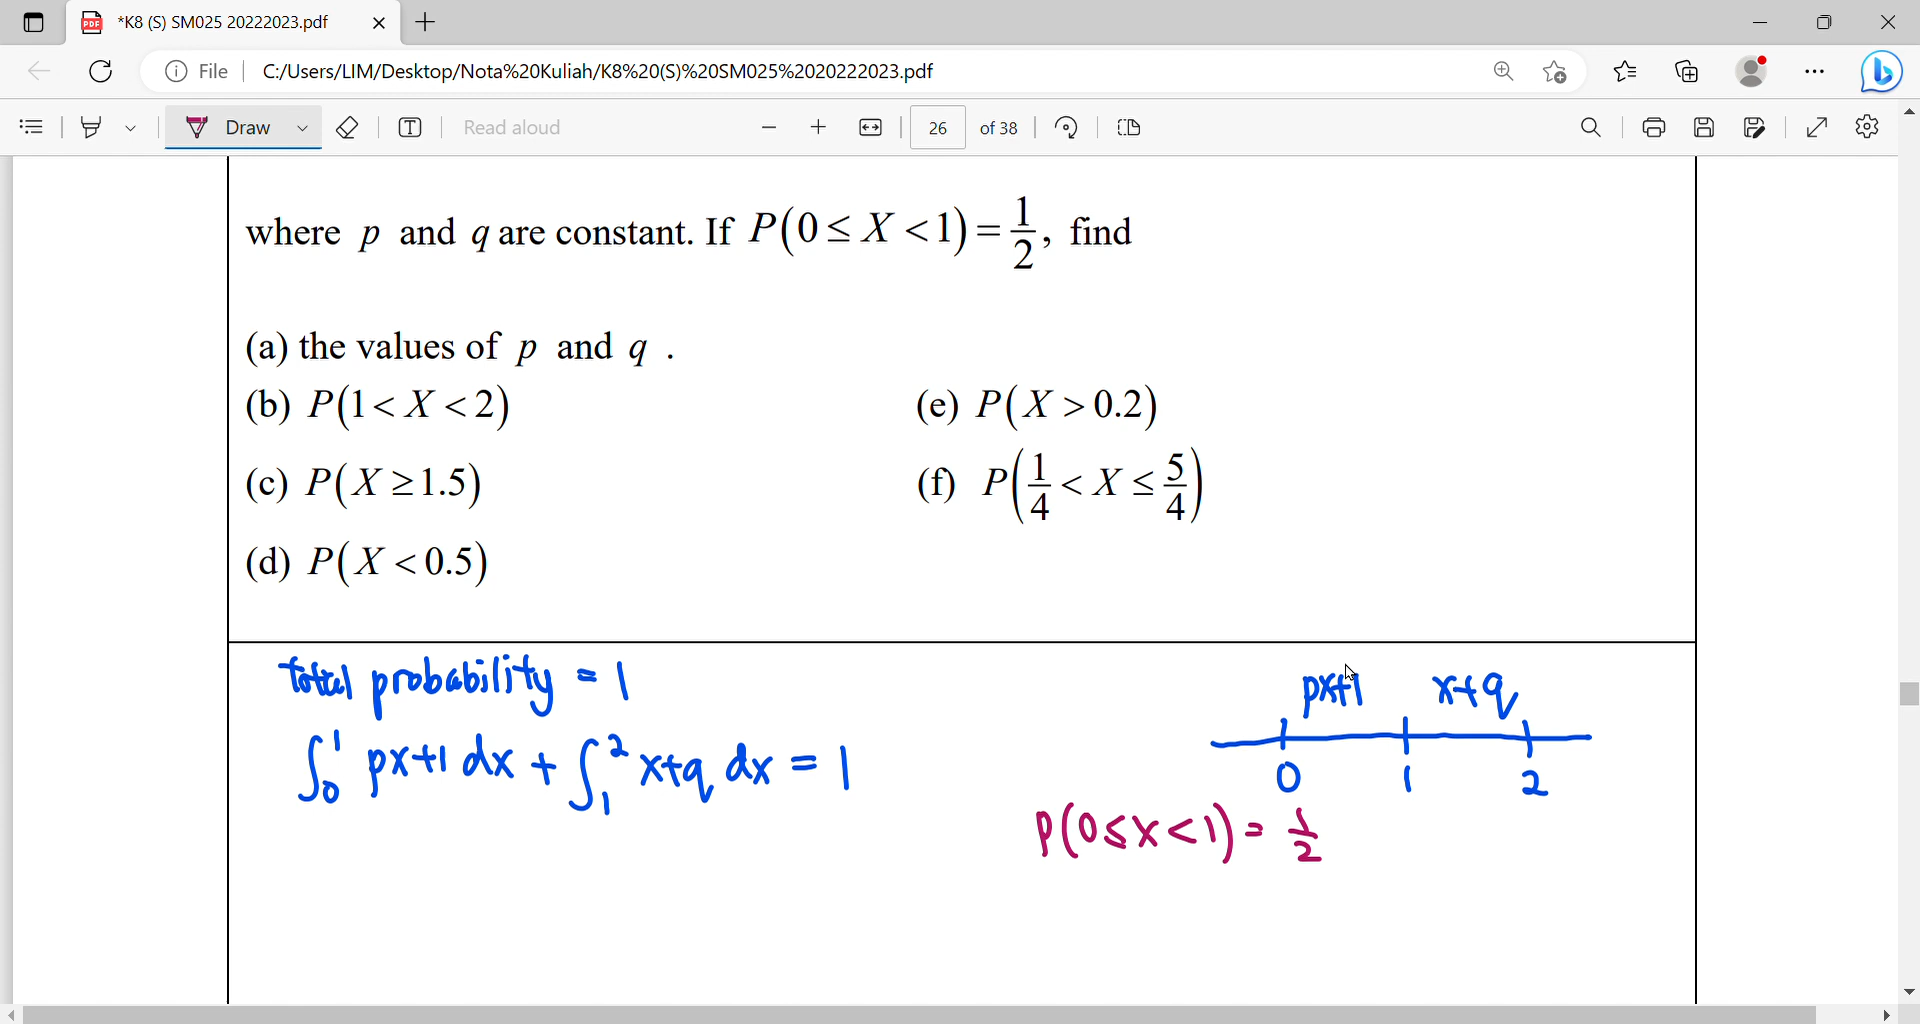 *K8 (S) SM025 20222023.pdf
File C:/Users/LIM/Desktop/Nota%20Kuliah/K8%20(S)%20SM025%2020222023.pdf
Draw Read aloud 26 of 38
where p and q are constant. If P(0 ≤ X < 1) = 1/2, find
(a) the values of p and q .
(b) P(1 < X < 2) (e) P(X > 0.2)
(c) P(X ≥ 1.5) (f) P(1/4 < X ≤ 5/4)
(d) P(X < 0.5)
total probability = 1
px+1 x+q
∫₀¹ px+1 dx + ∫₁² x+q dx = 1
0 1 2
P(0≤x<1) = 1/2